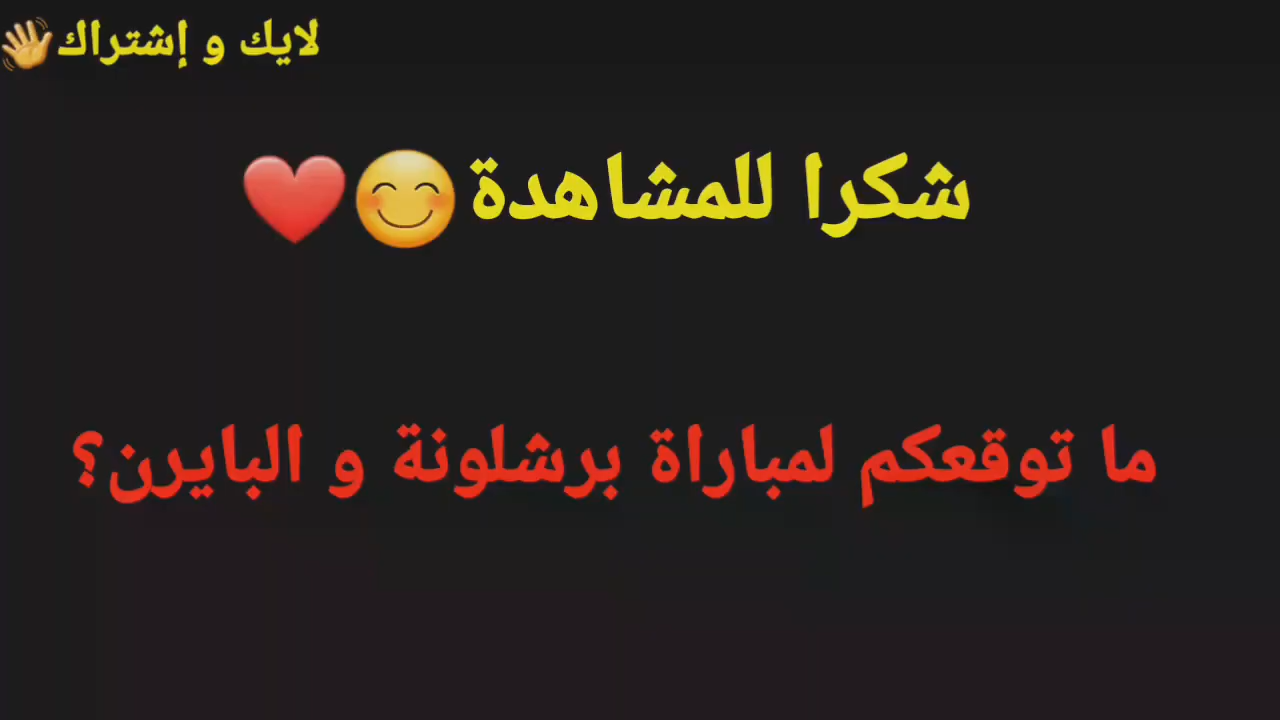 لايك و إشتراك👋
شكرا للمشاهدة😊❤️
ما توقعكم لمباراة برشلونة و البايرن؟